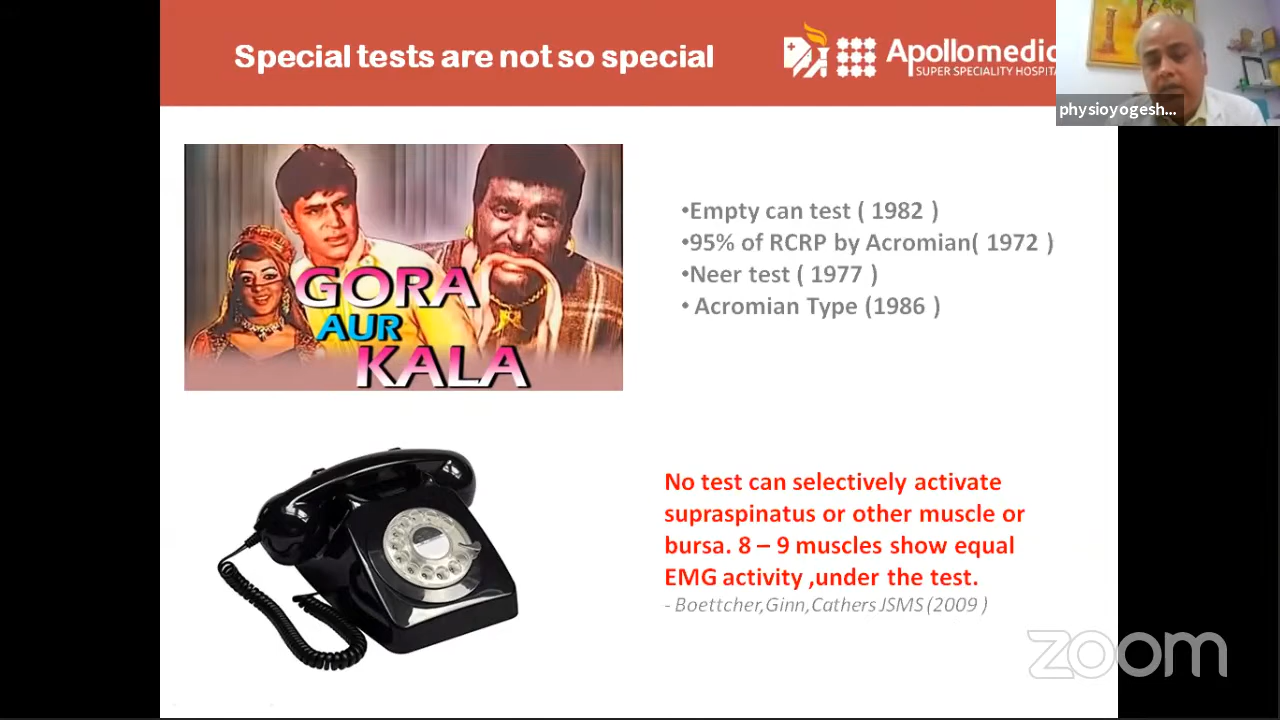 Special tests are not so special
Apollomedic
SUPER SPECIALITY HOSPITA
physioyogesh...
GORA
AUR
KALA
•Empty can test ( 1982 )
•95% of RCRP by Acromian( 1972 )
•Neer test ( 1977 )
• Acromian Type (1986 )
No test can selectively activate
supraspinatus or other muscle or
bursa. 8 – 9 muscles show equal
EMG activity ,under the test.
- Boettcher,Ginn,Cathers JSMS (2009 )
zoom